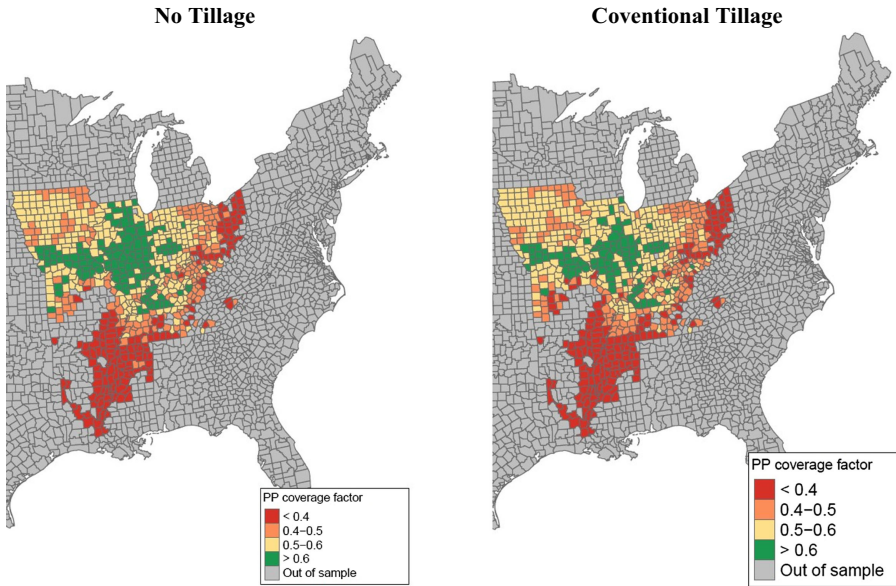 No Tillage
Coventional Tillage
PP coverage factor
< 0.4
0.4–0.5
0.5–0.6
> 0.6
Out of sample
PP coverage factor
< 0.4
0.4–0.5
0.5–0.6
> 0.6
Out of sample